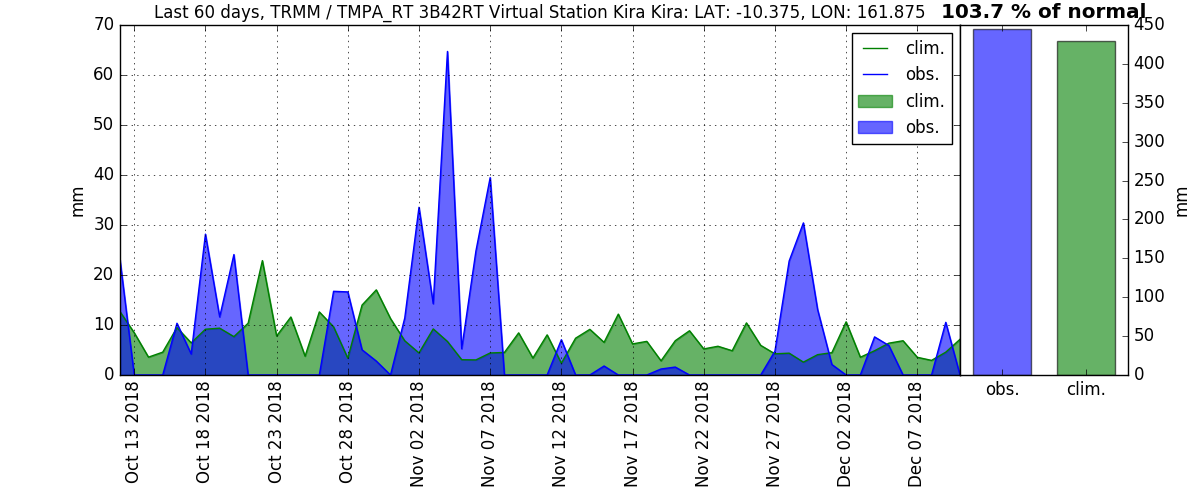 Last 60 days, TRMM / TMPA_RT 3B42RT Virtual Station Kira Kira: LAT: -10.375, LON: 161.875
103.7 % of normal
70
60
50
40
30
20
10
0
mm
Oct 13 2018
Oct 18 2018
Oct 23 2018
Oct 28 2018
Nov 02 2018
Nov 07 2018
Nov 12 2018
Nov 17 2018
Nov 22 2018
Nov 27 2018
Dec 02 2018
Dec 07 2018
clim.
obs.
clim.
obs.
450
400
350
300
250
200
150
100
50
0
mm
obs.
clim.